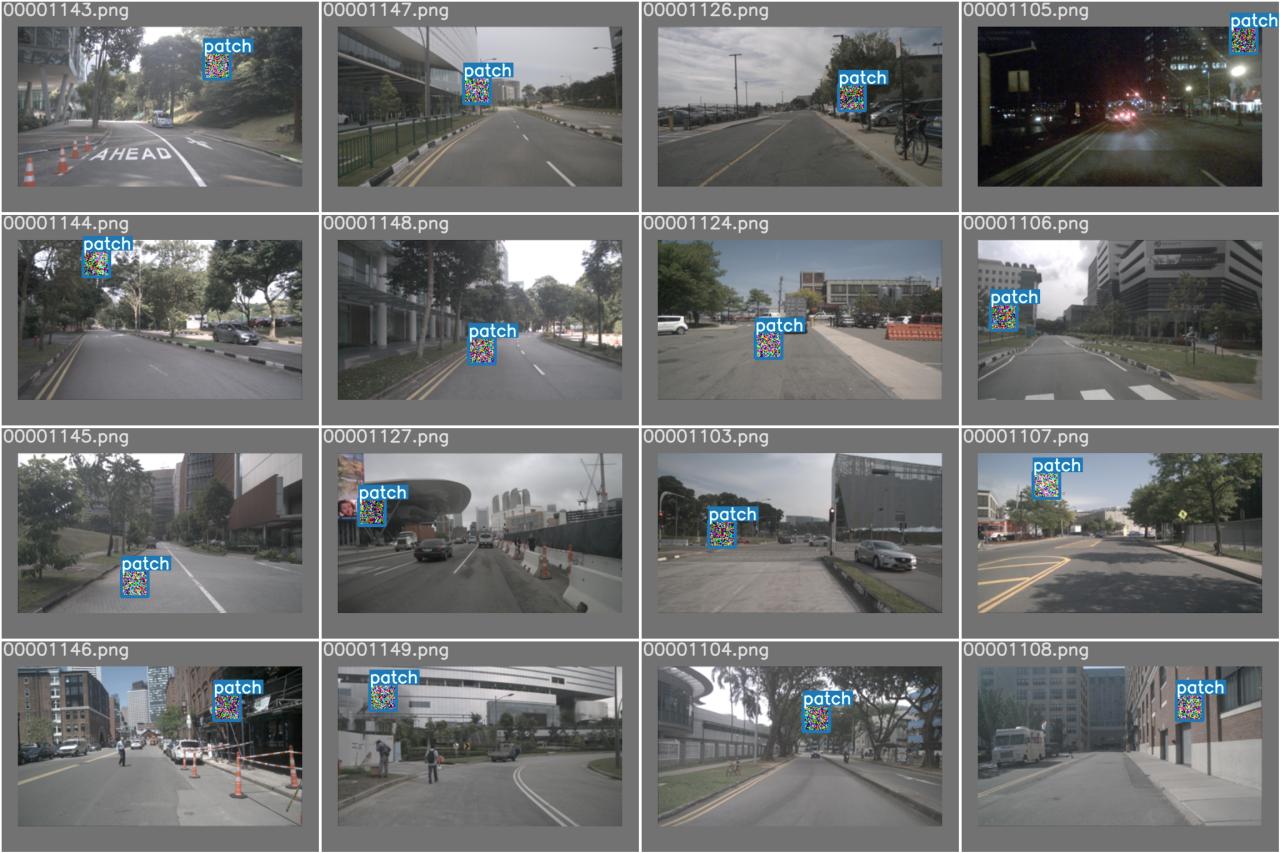 00001143.png
00001147.png
00001126.png
00001105.png
patch
patch
patch
patch
AHEAD
00001144.png
00001148.png
00001124.png
00001106.png
patch
patch
patch
patch
00001145.png
00001127.png
00001103.png
00001107.png
patch
patch
patch
patch
00001146.png
00001149.png
00001104.png
00001108.png
patch
patch
patch
patch